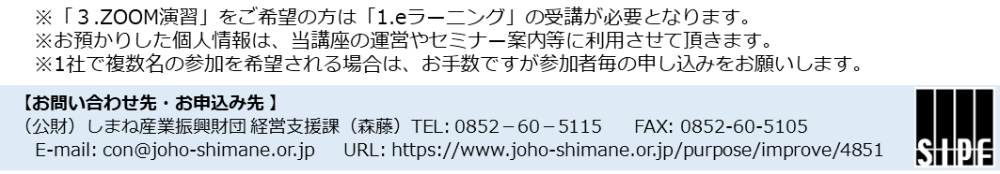 ※「３.ZOOM演習」をご希望の方は「1.eラーニング」の受講が必要となります。
※お預かりした個人情報は、当講座の運営やセミナー案内等に利用させて頂きます。
※1社で複数名の参加を希望される場合は、お手数ですが参加者毎の申し込みをお願いします。
【お問い合わせ先・お申込み先 】
（公財）しまね産業振興財団 経営支援課（森藤）TEL: 0852－60－5115 FAX: 0852-60-5105
E-mail: con@joho-shimane.or.jp URL: https://www.joho-shimane.or.jp/purpose/improve/4851
SIPF